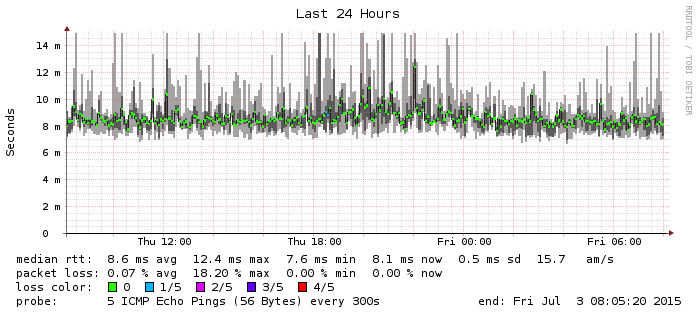 Last 24 Hours
RRDTOOL / TOBI OETIKER
Seconds
14 m
12 m
10 m
8 m
6 m
4 m
2 m
0
Thu 12:00 Thu 18:00 Fri 00:00 Fri 06:00
median rtt: 8.6 ms avg 12.4 ms max 7.6 ms min 8.1 ms now 0.5 ms sd 15.7 am/s
packet loss: 0.07 % avg 18.20 % max 0.00 % min 0.00 % now
loss color: 0 1/5 2/5 3/5 4/5
probe: 5 ICMP Echo Pings (56 Bytes) every 300s end: Fri Jul 3 08:05:20 2015